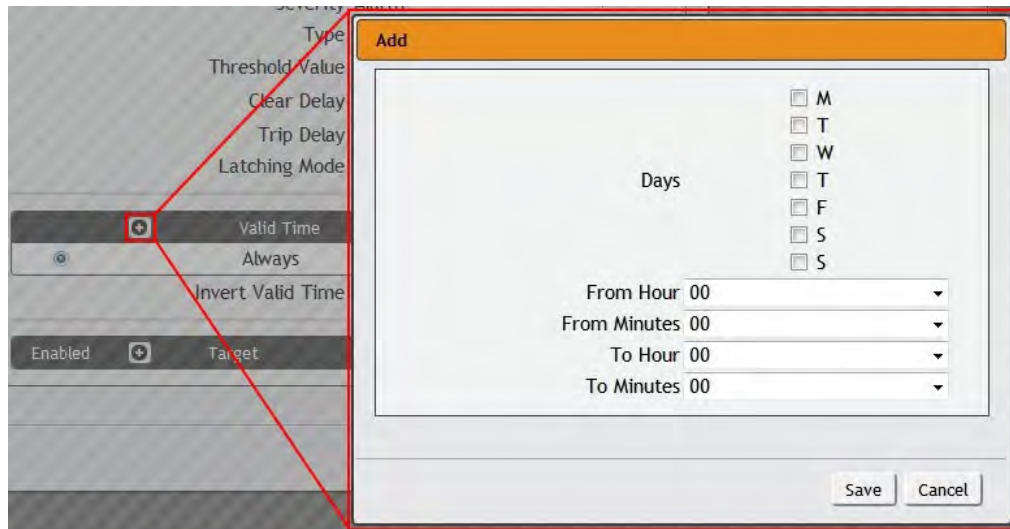 Type
Threshold Value
Clear Delay
Trip Delay
Latching Mode
Valid Time
Always
Invert Valid Time
Enabled Target
Add
Days
M
T
W
T
F
S
S
From Hour 00
From Minutes 00
To Hour 00
To Minutes 00
Save Cancel